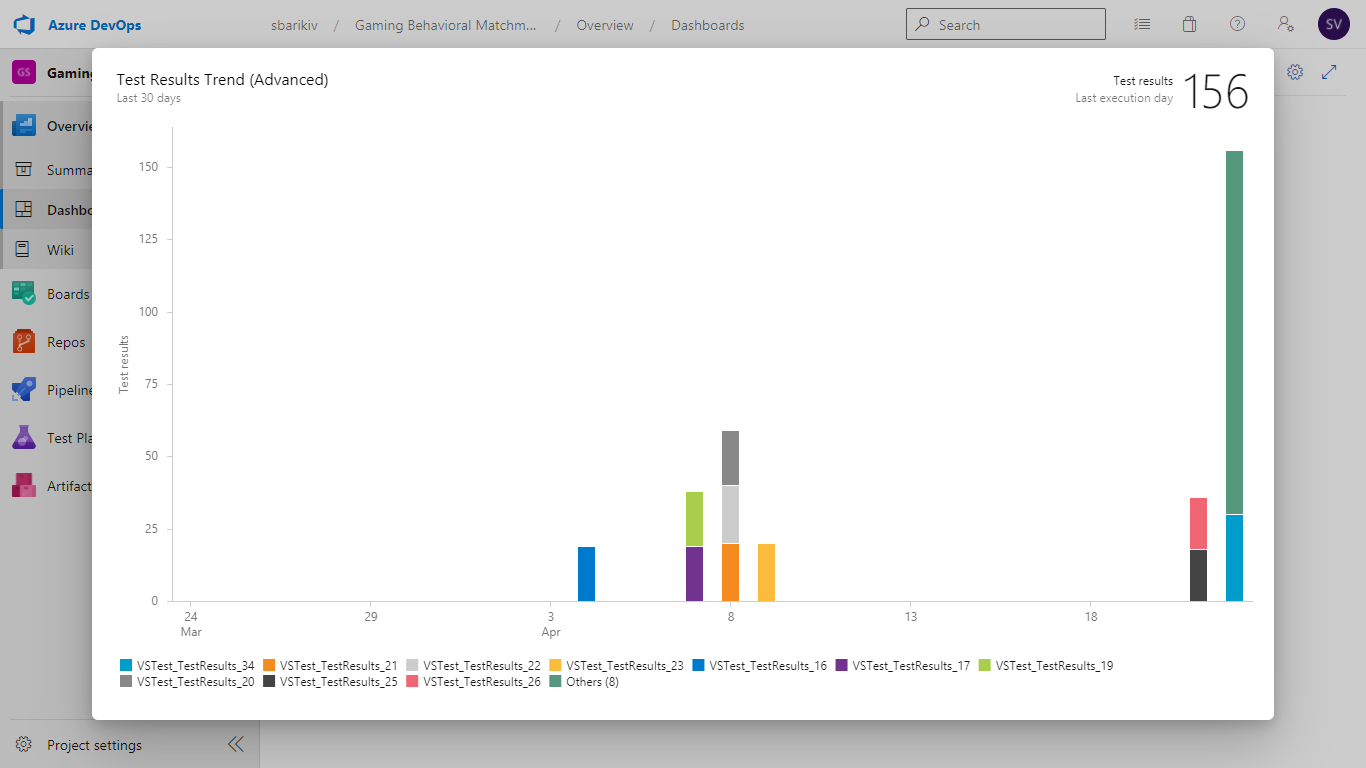 Azure DevOps
sbarikiv / Gaming Behavioral Matchm... / Overview / Dashboards
Search
SV
GS
Gaming
Overvie
Summa
Dashbo
Wiki
Boards
Repos
Pipeline
Test Pla
Artifact
Project settings
Test Results Trend (Advanced)
Last 30 days
Test results
Last execution day
156
Test results
150
125
100
75
50
25
0
24 29 3 8 13 18
Mar Apr
VSTest_TestResults_34 VSTest_TestResults_21 VSTest_TestResults_22 VSTest_TestResults_23 VSTest_TestResults_16 VSTest_TestResults_17 VSTest_TestResults_19
VSTest_TestResults_20 VSTest_TestResults_25 VSTest_TestResults_26 Others (8)